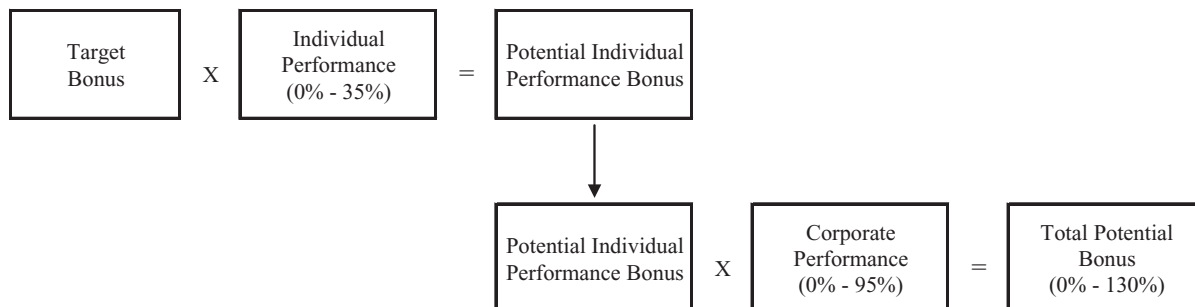 Target
Bonus
X
Individual
Performance
(0% - 35%)
=
Potential Individual
Performance Bonus
Potential Individual
Performance Bonus
X
Corporate
Performance
(0% - 95%)
=
Total Potential
Bonus
(0% - 130%)